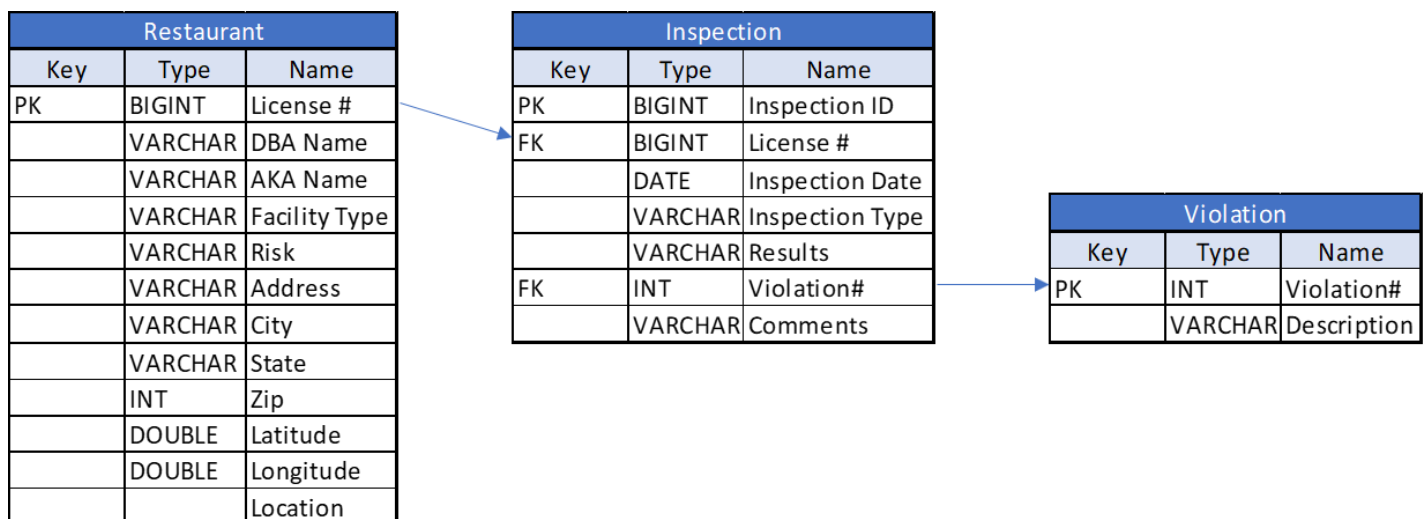 Restaurant
Key Type Name
PK BIGINT License #
VARCHAR DBA Name
VARCHAR AKA Name
VARCHAR Facility Type
VARCHAR Risk
VARCHAR Address
VARCHAR City
VARCHAR State
INT Zip
DOUBLE Latitude
DOUBLE Longitude
Location
Inspection
Key Type Name
PK BIGINT Inspection ID
FK BIGINT License #
DATE Inspection Date
VARCHAR Inspection Type
VARCHAR Results
FK INT Violation#
VARCHAR Comments
Violation
Key Type Name
PK INT Violation#
VARCHAR Description